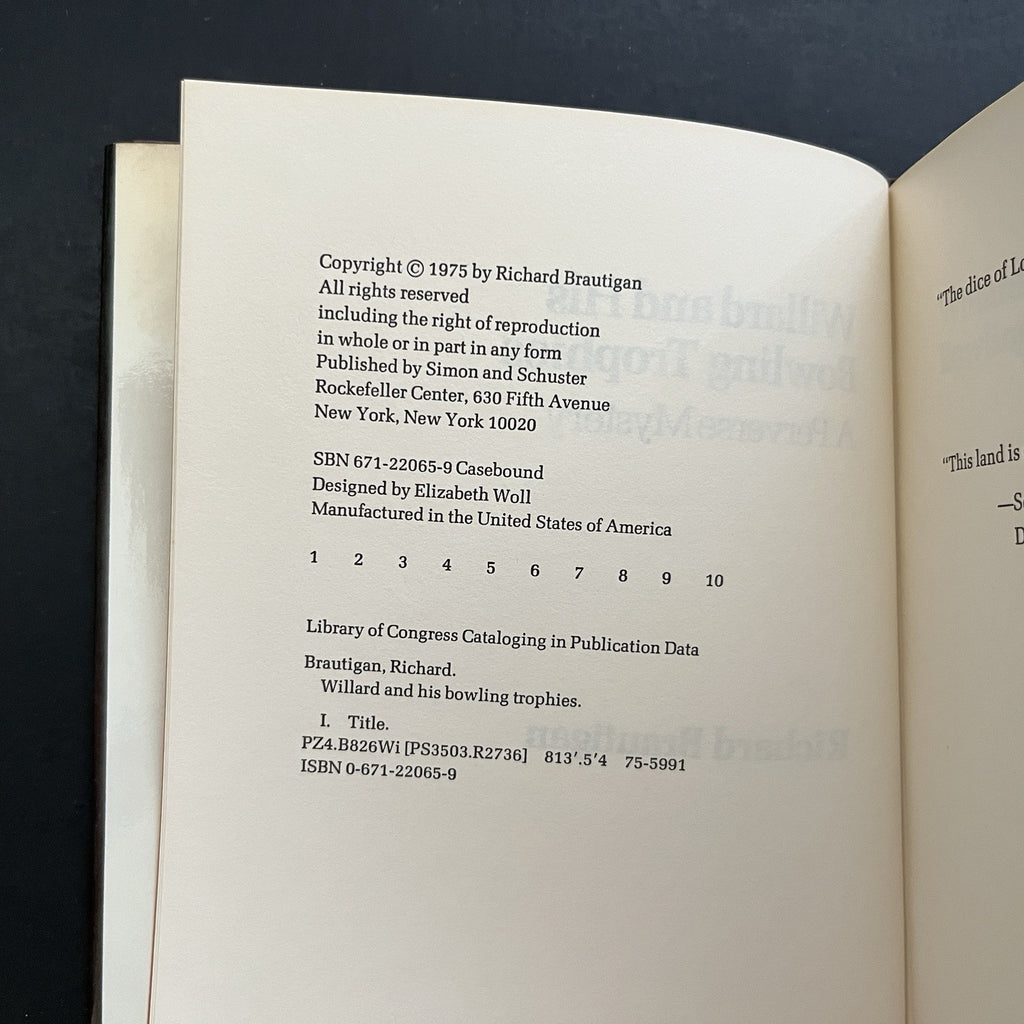 Copyright © 1975 by Richard Brautigan
All rights reserved
including the right of reproduction
in whole or in part in any form
Published by Simon and Schuster
Rockefeller Center, 630 Fifth Avenue
New York, New York 10020
SBN 671-22065-9 Casebound
Designed by Elizabeth Woll
Manufactured in the United States of America
1 2 3 4 5 6 7 8 9 10
Library of Congress Cataloging in Publication Data
Brautigan, Richard.
Willard and his bowling trophies.
I. Title.
PZ4.B826Wi [PS3503.R2736] 813'.5'4 75-5991
ISBN 0-671-22065-9
“The dice of
“This land is